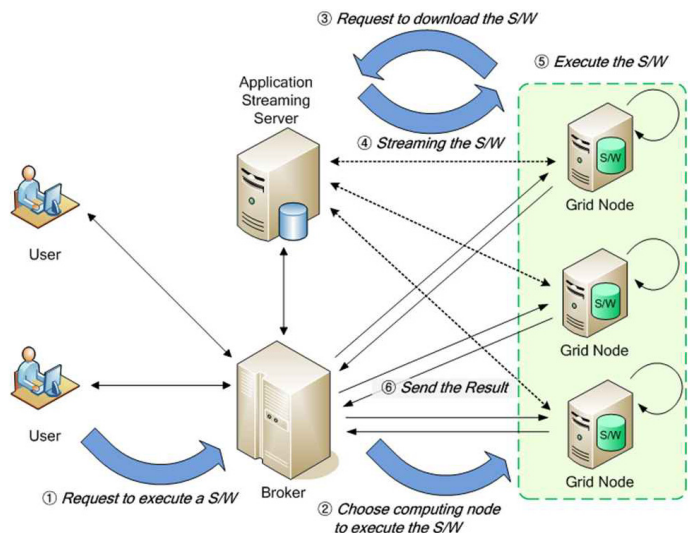 ③ Request to download the S/W
⑤ Execute the S/W
Application
Streaming
Server
④ Streaming the S/W
S/W
Grid Node
User
S/W
Grid Node
⑥ Send the Result
S/W
Grid Node
User
Broker
① Request to execute a S/W
② Choose computing node
to execute the S/W